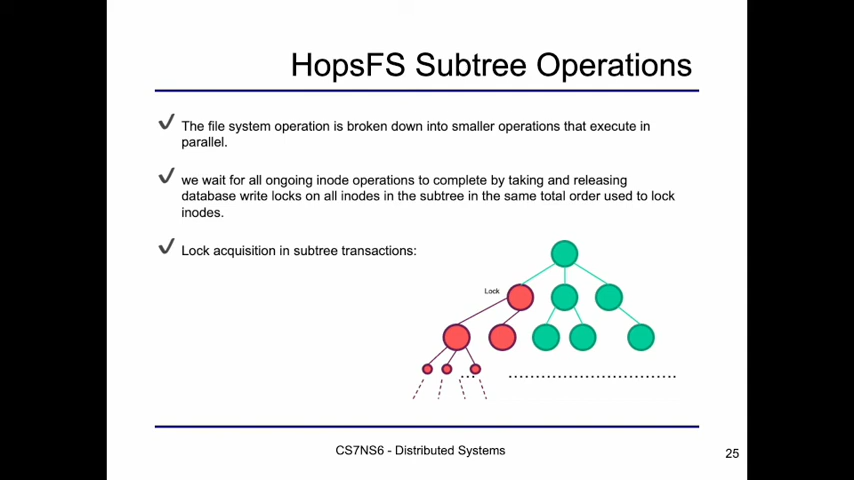 HopsFS Subtree Operations
The file system operation is broken down into smaller operations that execute in
parallel.
we wait for all ongoing inode operations to complete by taking and releasing
database write locks on all inodes in the subtree in the same total order used to lock
inodes.
Lock acquisition in subtree transactions:
Lock
CS7NS6 - Distributed Systems
25